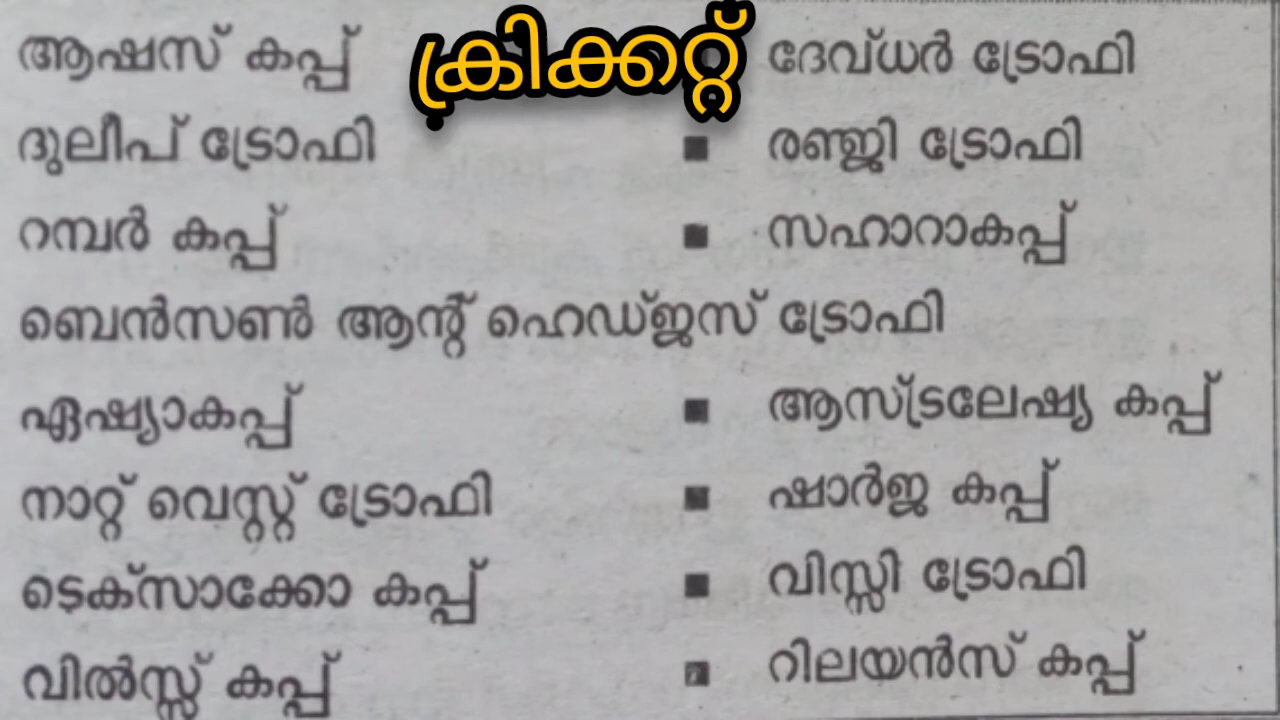 ക്രിക്കറ്റ്
ആഷസ് കപ്പ് ദേവ്ധർ ട്രോഫി
ദുലീപ് ട്രോഫി ▪ രഞ്ജി ട്രോഫി
റമ്പർ കപ്പ് ▪ സഹാറാകപ്പ്
ബെൻസൺ ആന്റ് ഹെഡ്ജസ് ട്രോഫി
ഏഷ്യാകപ്പ് ▪ ആസ്ട്രലേഷ്യ കപ്പ്
നാറ്റ് വെസ്റ്റ് ട്രോഫി ▪ ഷാർജ കപ്പ്
ടെക്സാക്കോ കപ്പ് ▪ വിസ്സി ട്രോഫി
വിൽസ്സ് കപ്പ് ▪ റിലയൻസ് കപ്പ്